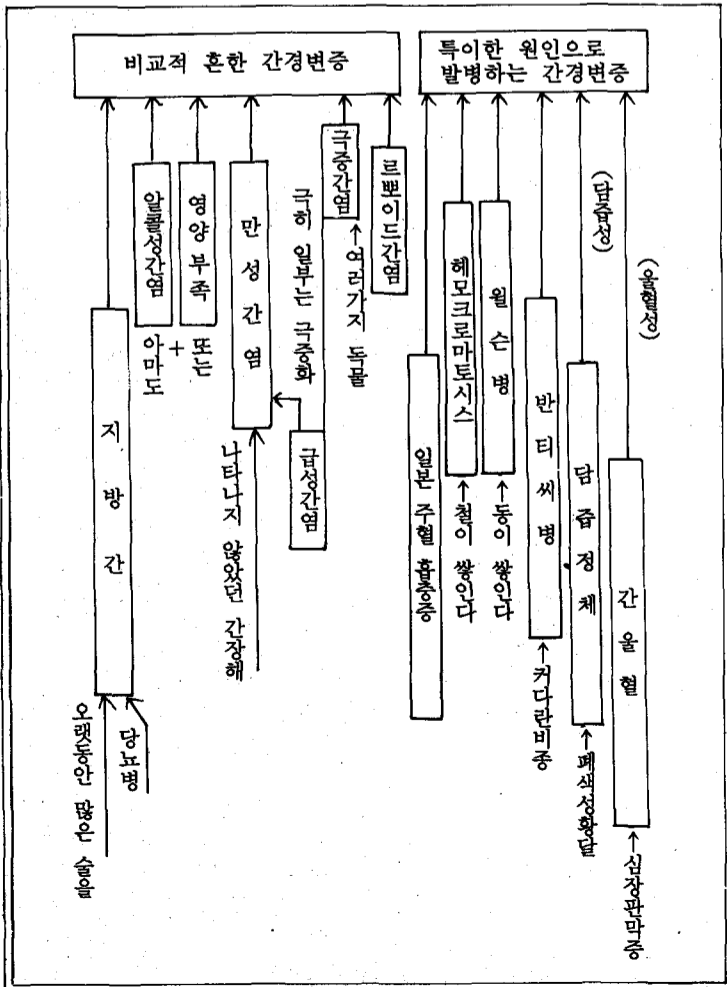 비교적 흔한 간경변증
특이한 원인으로
발병하는 간경변증
지방간
오랫동안 많은 술을
당뇨병
알콜성간염
아마도
+
영양부족
또는
만성간염
나타나지 않았던 간장해
급성간염
극히 일부는 극중화
극중간염
←여러가지 독물
르뽀이드간염
일본 주혈 흡충증
헤모크로마토시스
←철이 쌓인다
윌슨병
←동이 쌓인다
반티씨병
←커다란비종
(담즙성)
담즙정체
←폐색성황달
(울혈성)
간울혈
←심장판막증